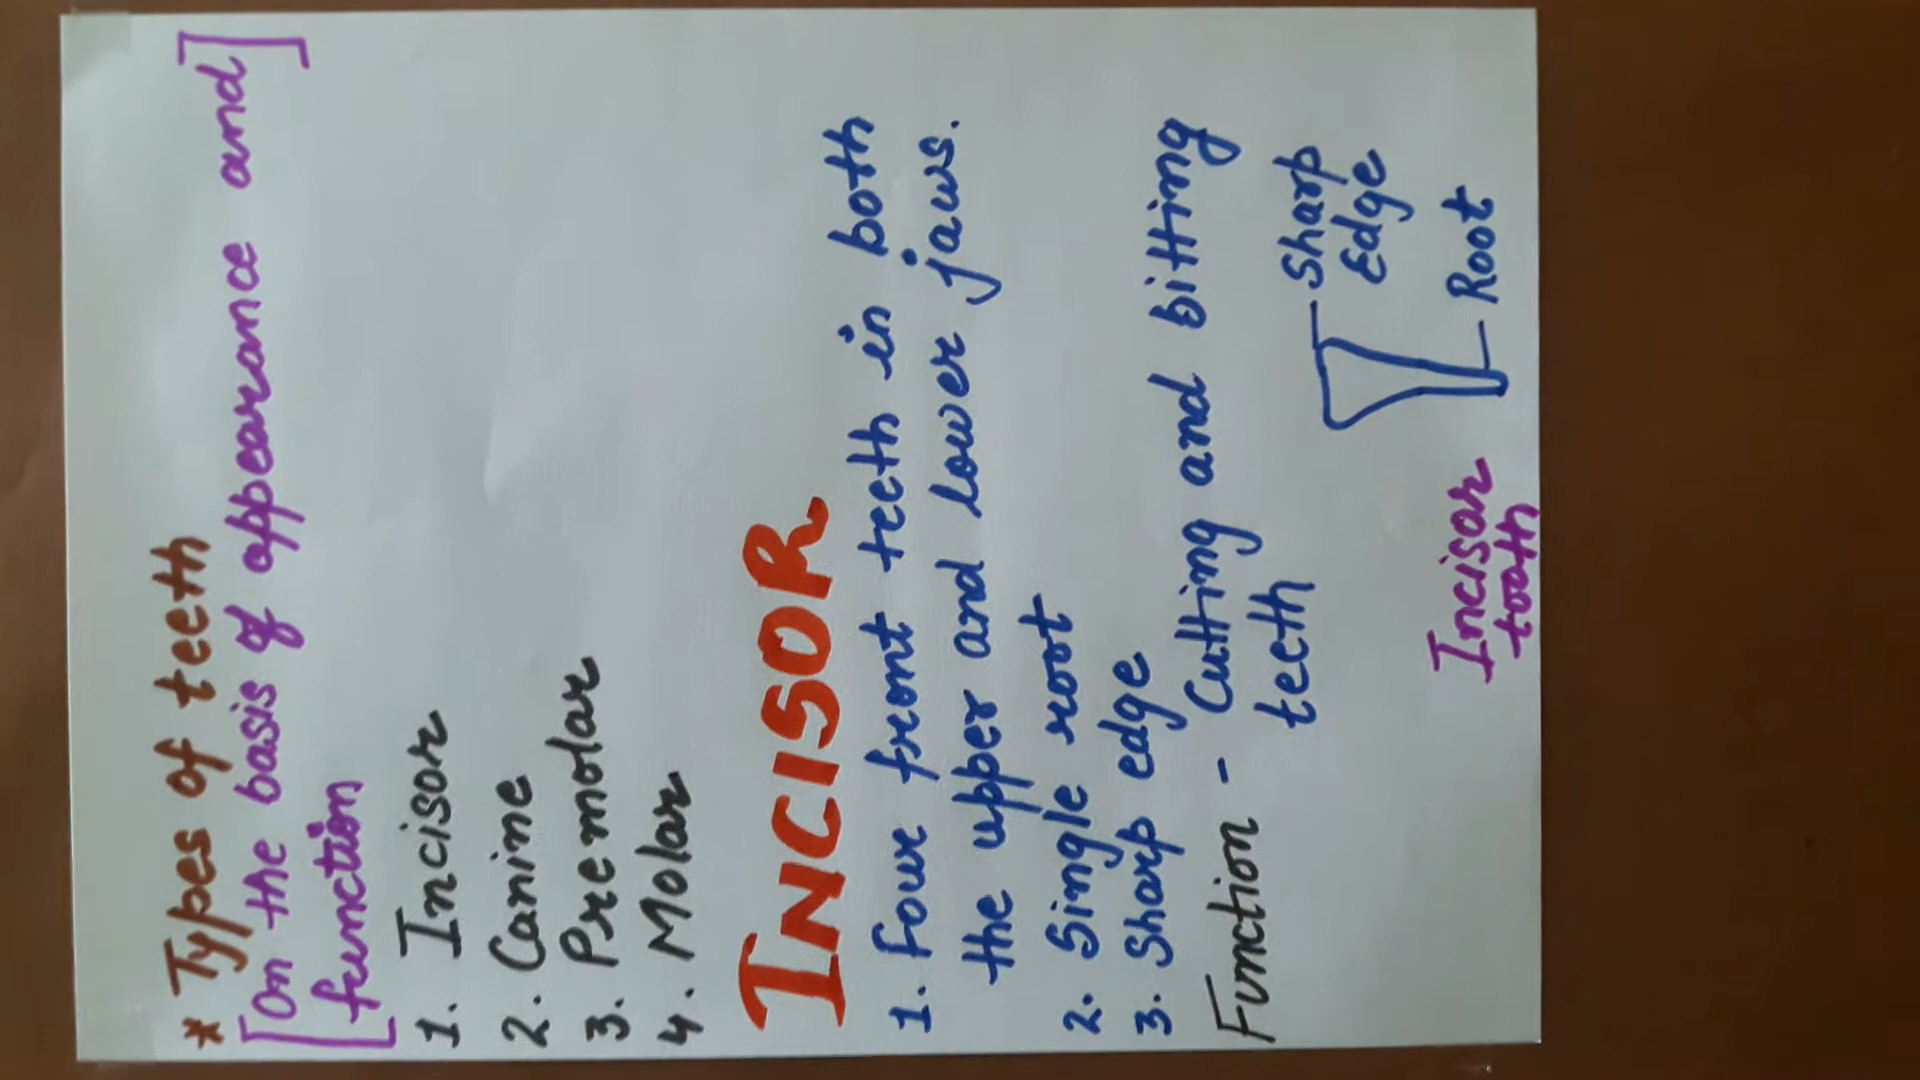 * Types of teeth
[On the basis of appearance and]
[function
1. Incisor
2. Canine
3. Premolar
4. Molar
INCISOR
1. Four front teeth in both
the upper and lower jaws.
2. Single root
3. Sharp edge
Function - Cutting and bitting
teeth
Sharp
Edge
Root
Incisor
tooth